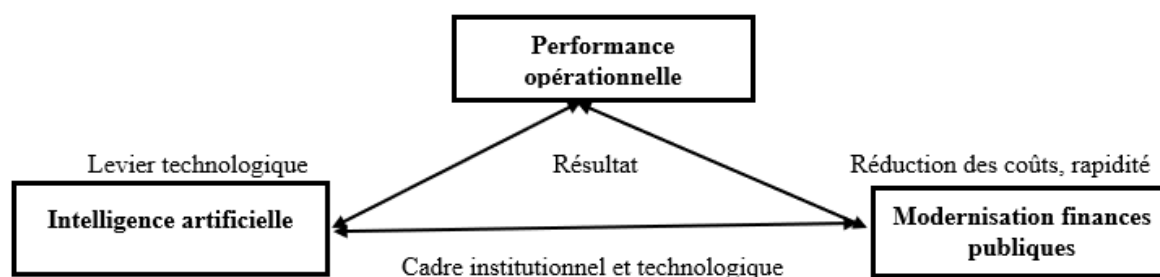 Performance
opérationnelle
Levier technologique
Résultat
Réduction des coûts, rapidité
Intelligence artificielle
Modernisation finances
publiques
Cadre institutionnel et technologique